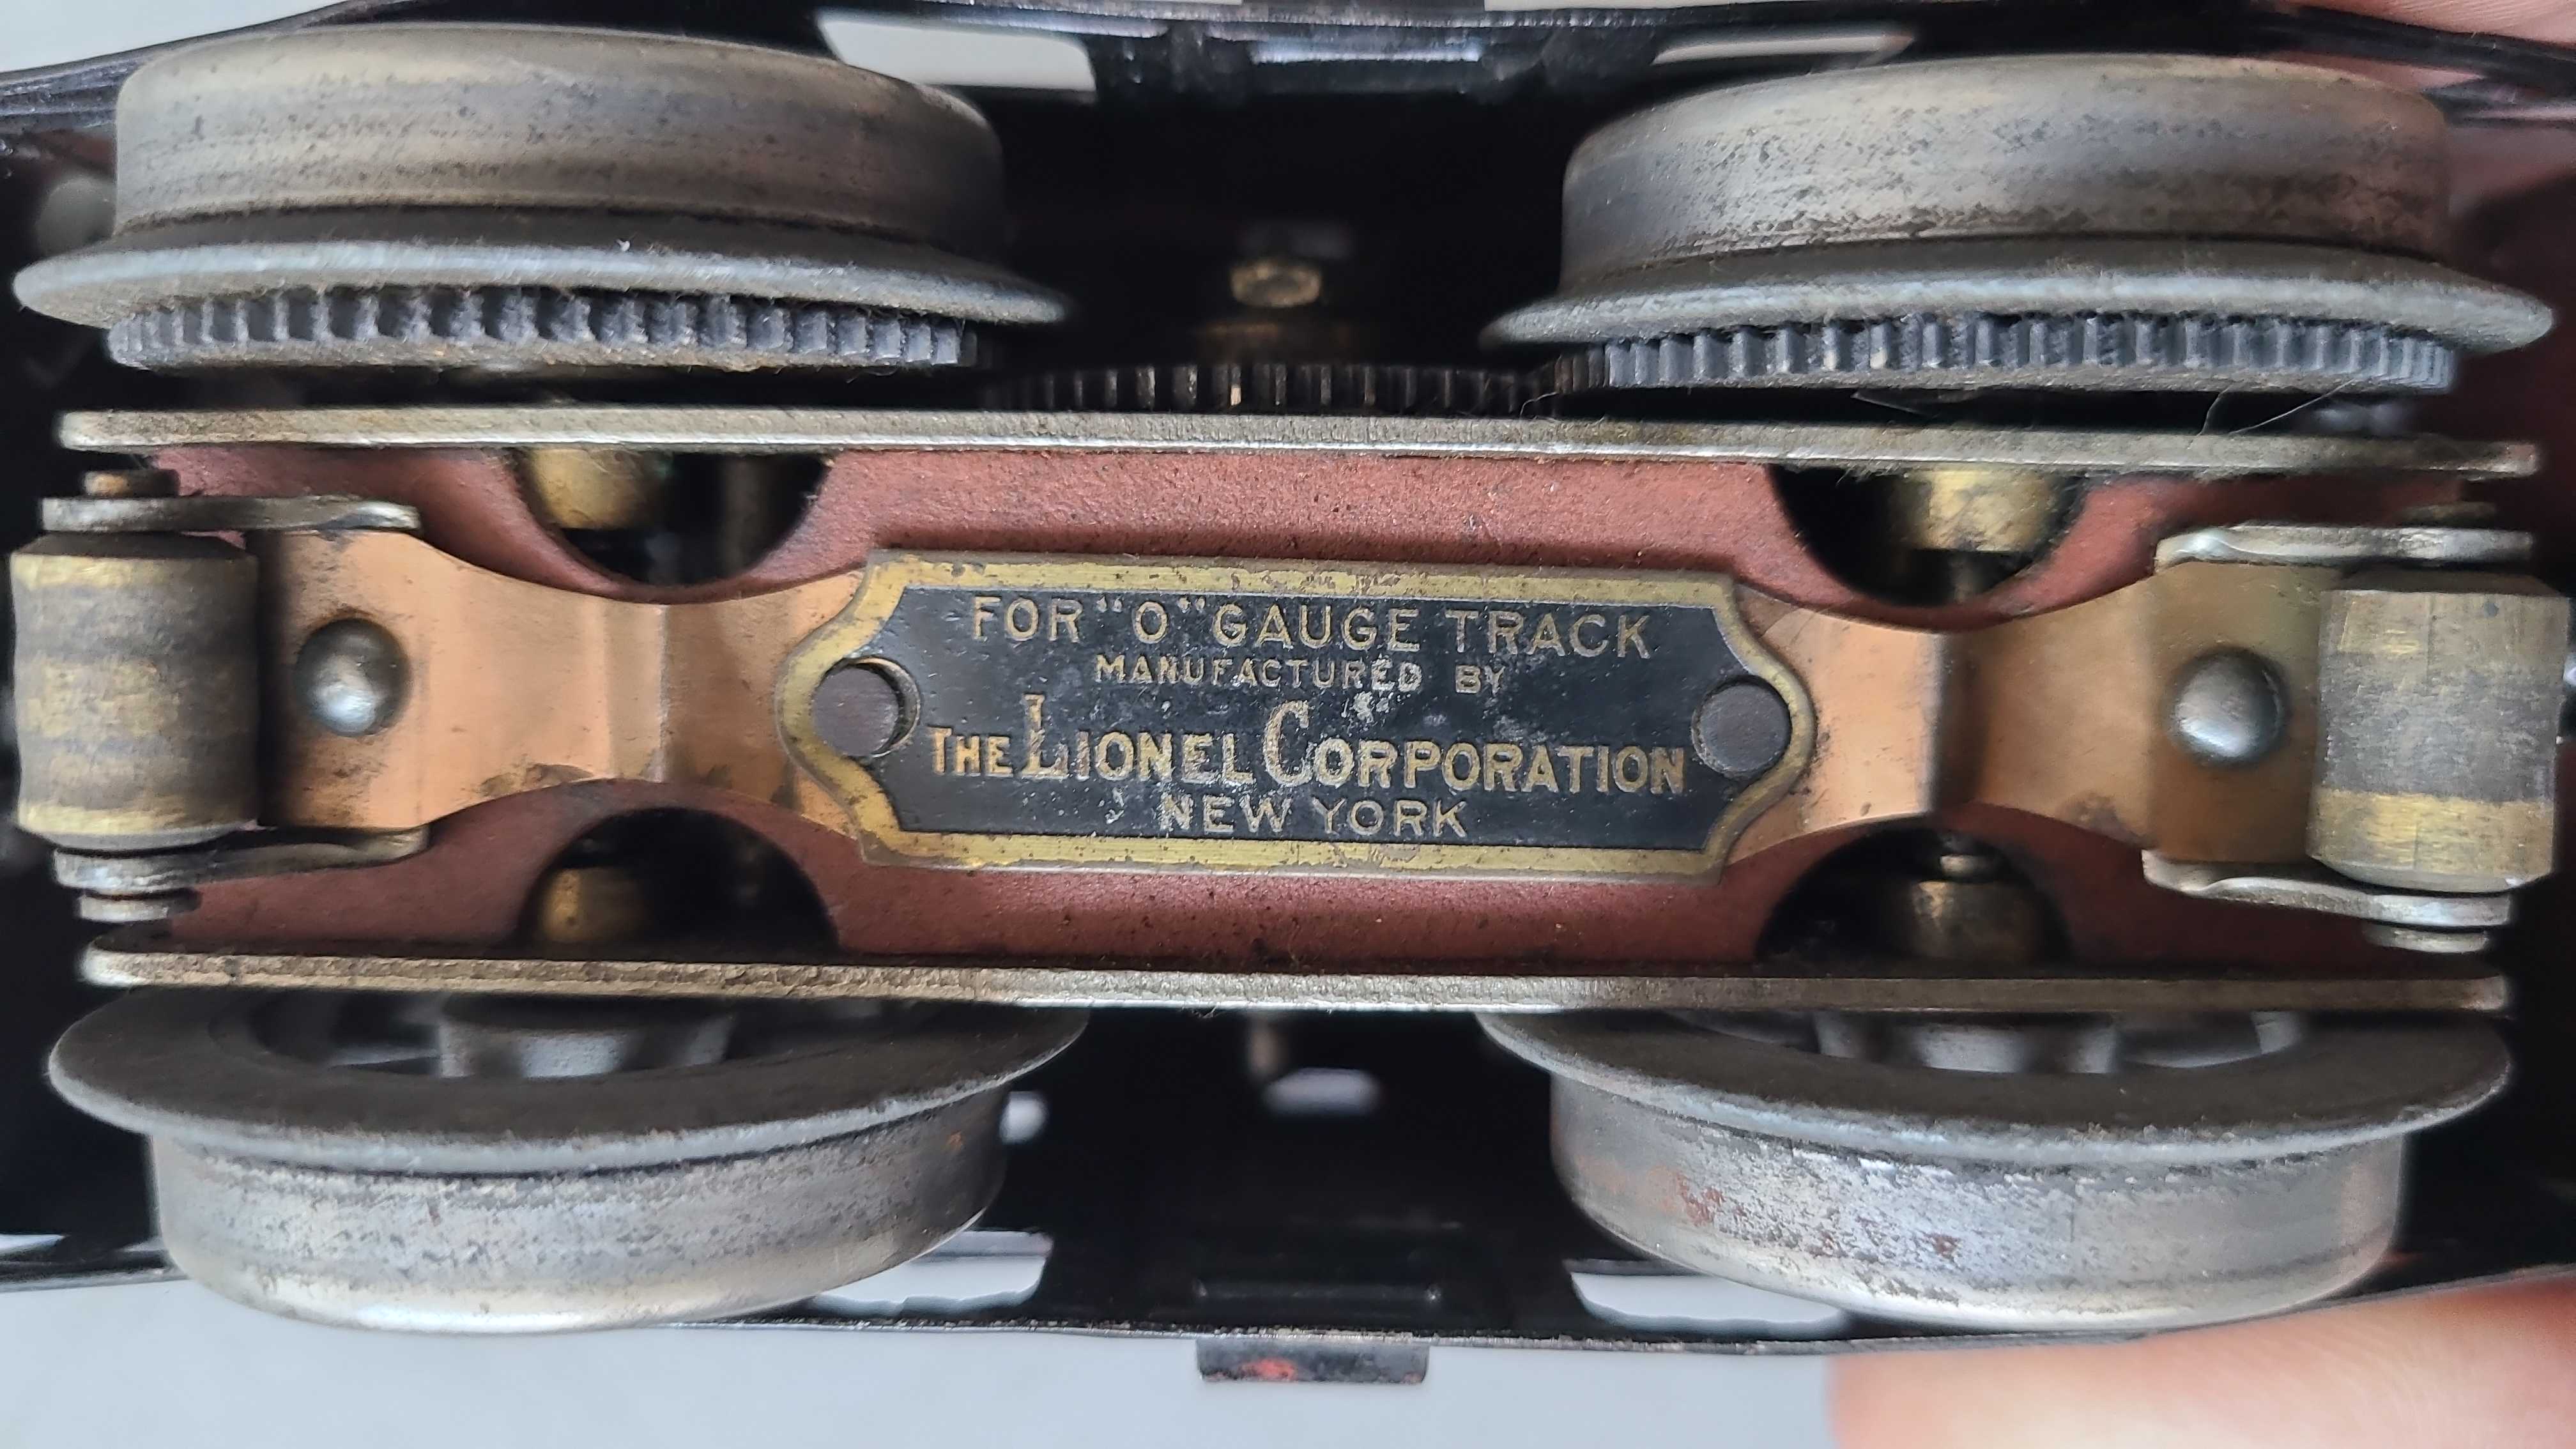 FOR "O" GAUGE TRACK
MANUFACTURED BY
THE LIONEL CORPORATION
NEW YORK